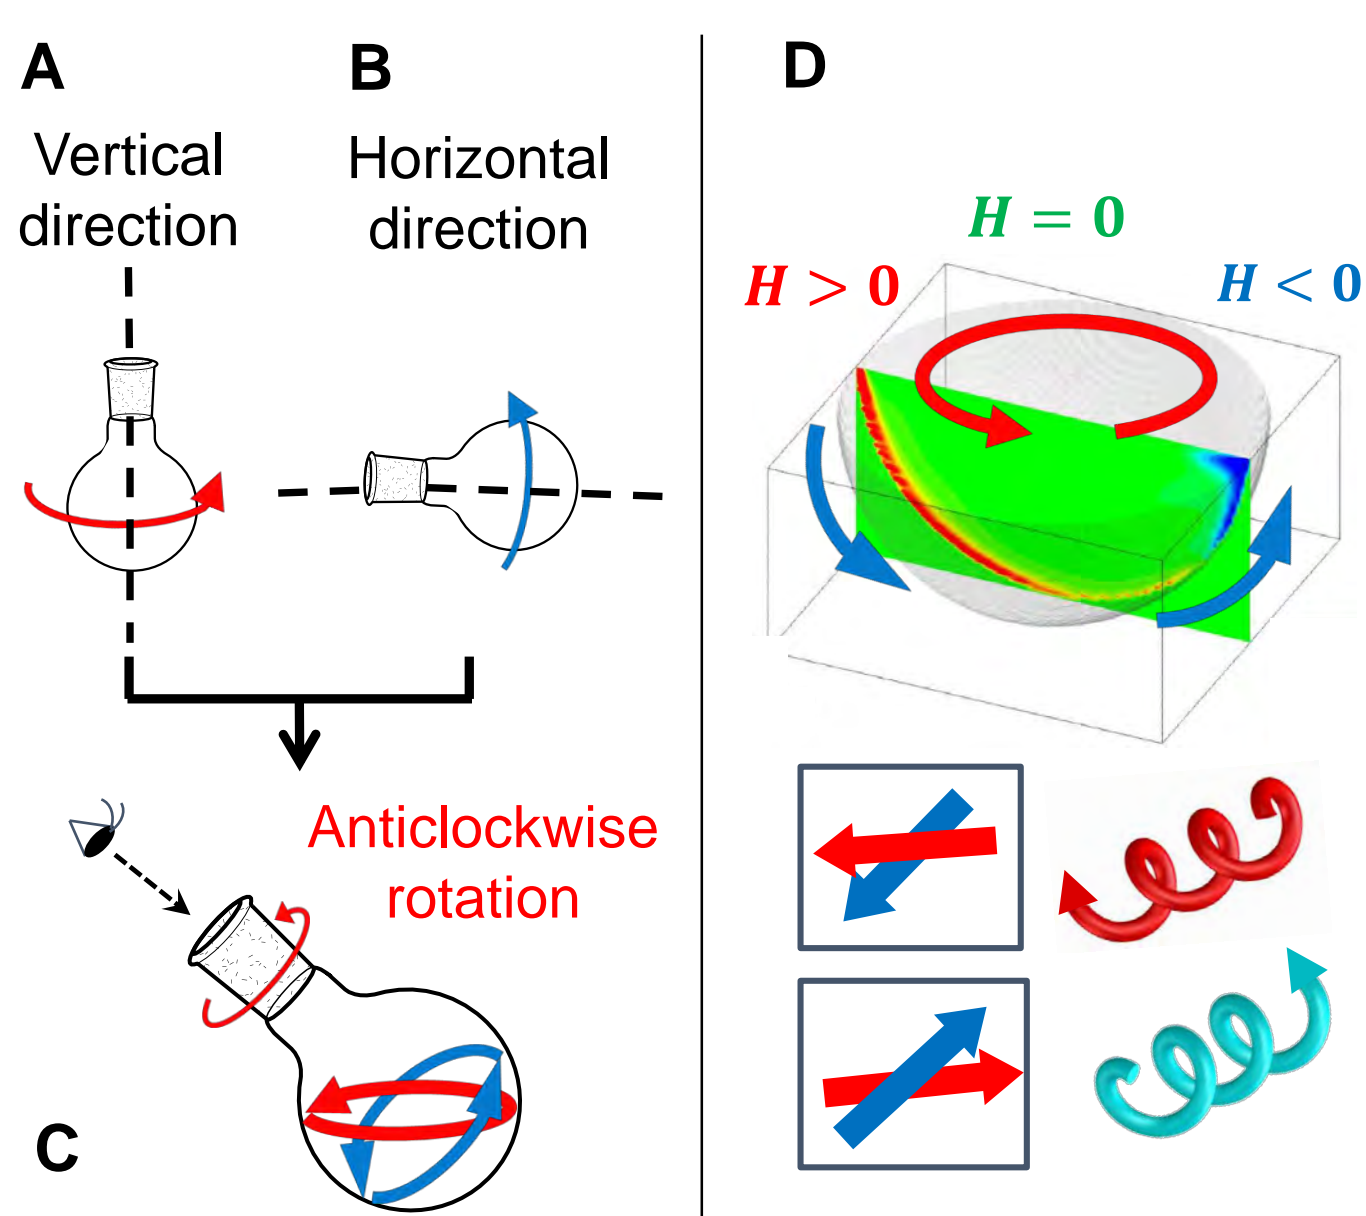 A
Vertical
direction
B
Horizontal
direction
Anticlockwise
rotation
C
D
H = 0
H > 0
H < 0